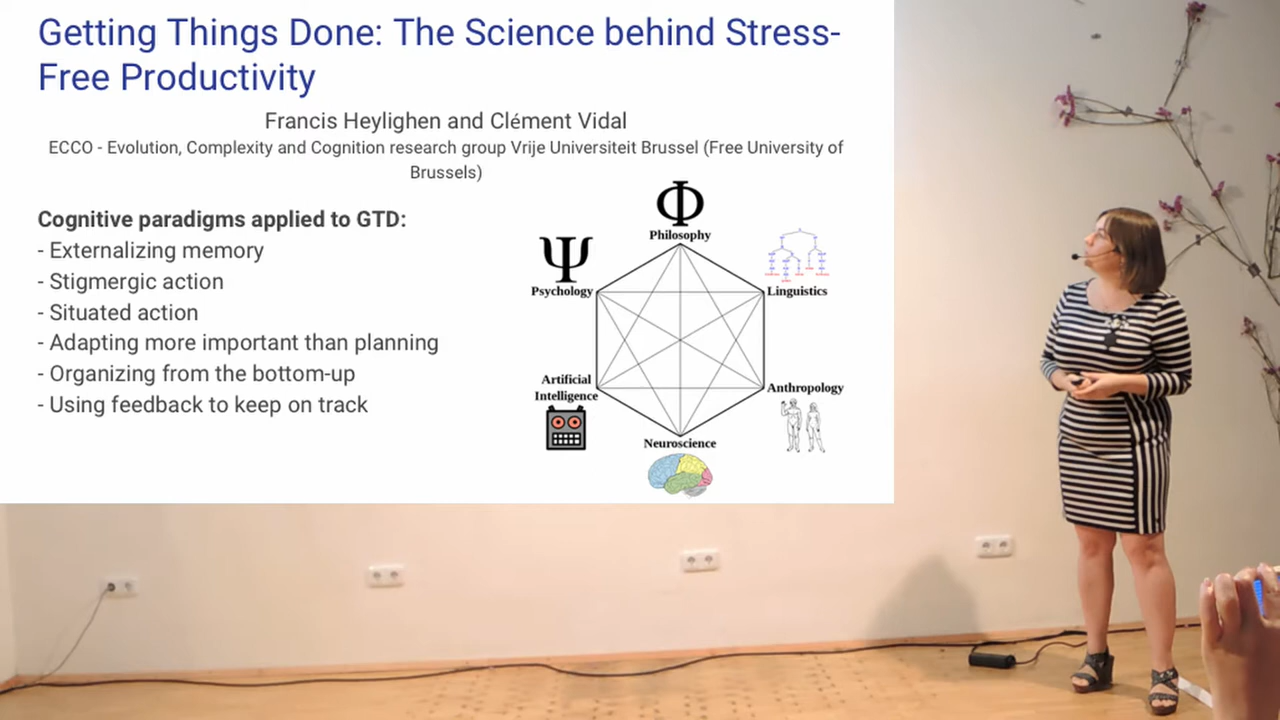 Getting Things Done: The Science behind Stress-
Free Productivity
Francis Heylighen and Clément Vidal
ECCO - Evolution, Complexity and Cognition research group Vrije Universiteit Brussel (Free University of
Brussels)
Cognitive paradigms applied to GTD:
- Externalizing memory
- Stigmergic action
- Situated action
- Adapting more important than planning
- Organizing from the bottom-up
- Using feedback to keep on track
Φ
Philosophy
Ψ
Psychology
Linguistics
Artificial
Intelligence
Anthropology
Neuroscience